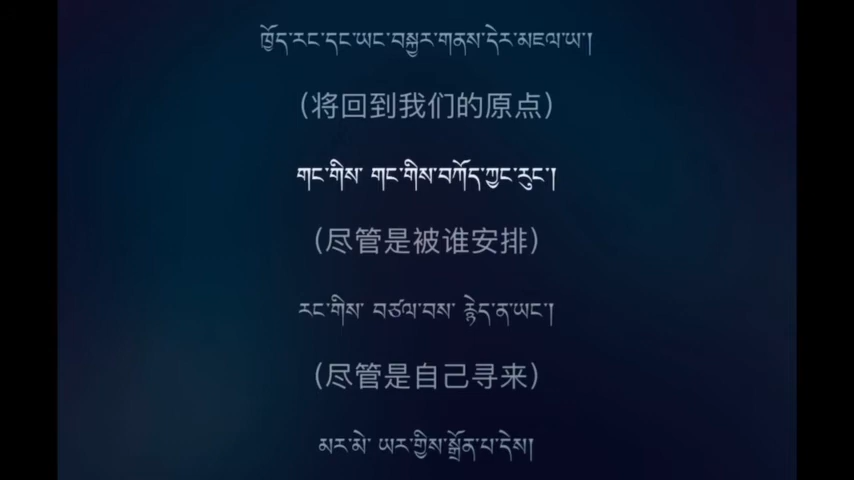 ཁྱོད་རང་དང་ཡང་བསྐྱར་གནས་དེར་མཇལ་ཡ་།
(将回到我们的原点)
གང་གིས་ གང་གིས་བཀོད་ཀྱང་རུང་།
(尽管是被谁安排)
རང་གིས་ བཙལ་བས་ རྙེད་ན་ཡང་།
(尽管是自己寻来)
མར་མེ་ ཡར་གྱིས་སྒྲོན་པ་དེས།